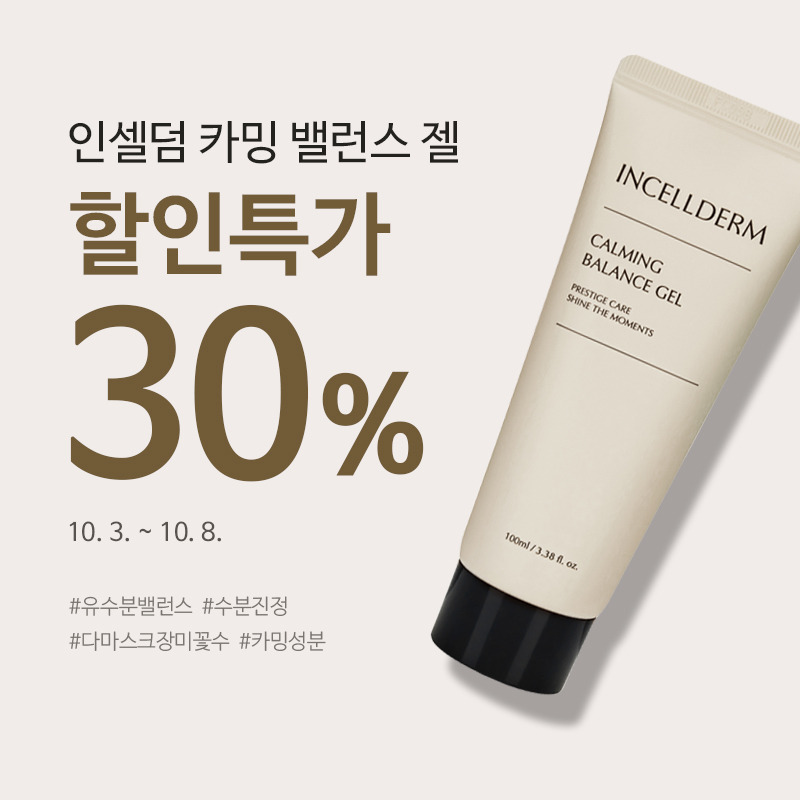 인셀덤 카밍 밸런스 젤
할인특가
30%
10. 3. ~ 10. 8.
#유수분밸런스 #수분진정
#다마스크장미꽃수 #카밍성분
INCELLDERM
CALMING
BALANCE GEL
PRESTIGE CARE
SHINE THE MOMENTS
100ml / 3.38 fl. oz.